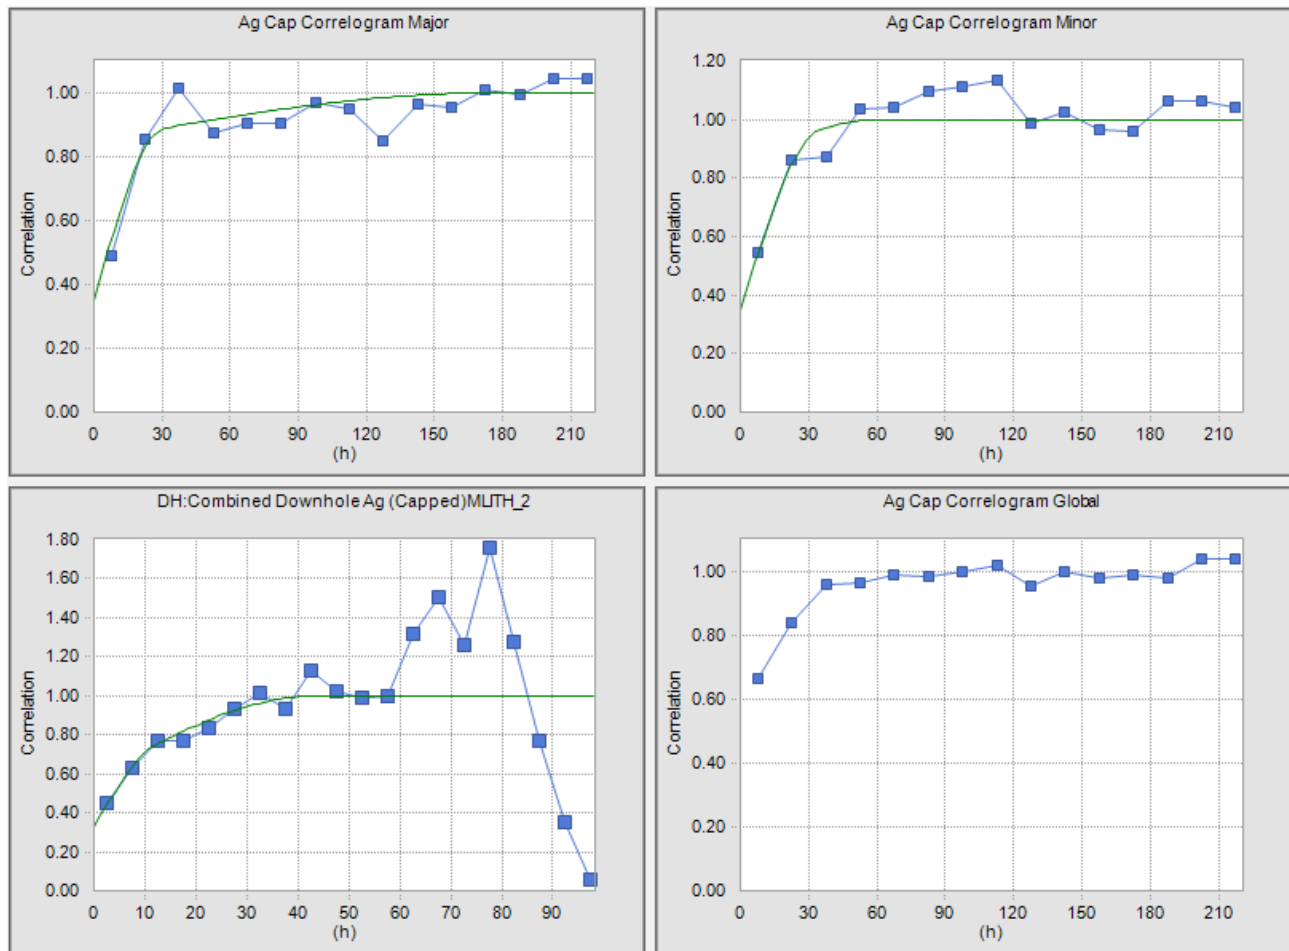 Ag Cap Correlogram Major
1.00
0.80
0.60
0.40
0.20
0.00
Correlation
0 30 60 90 120 150 180 210
(h)
Ag Cap Correlogram Minor
1.20
1.00
0.80
0.60
0.40
0.20
0.00
Correlation
0 30 60 90 120 150 180 210
(h)
DH:Combined Downhole Ag (Capped)MLITH_2
1.80
1.60
1.40
1.20
1.00
0.80
0.60
0.40
0.20
0.00
Correlation
0 10 20 30 40 50 60 70 80 90
(h)
Ag Cap Correlogram Global
1.00
0.80
0.60
0.40
0.20
0.00
Correlation
0 30 60 90 120 150 180 210
(h)